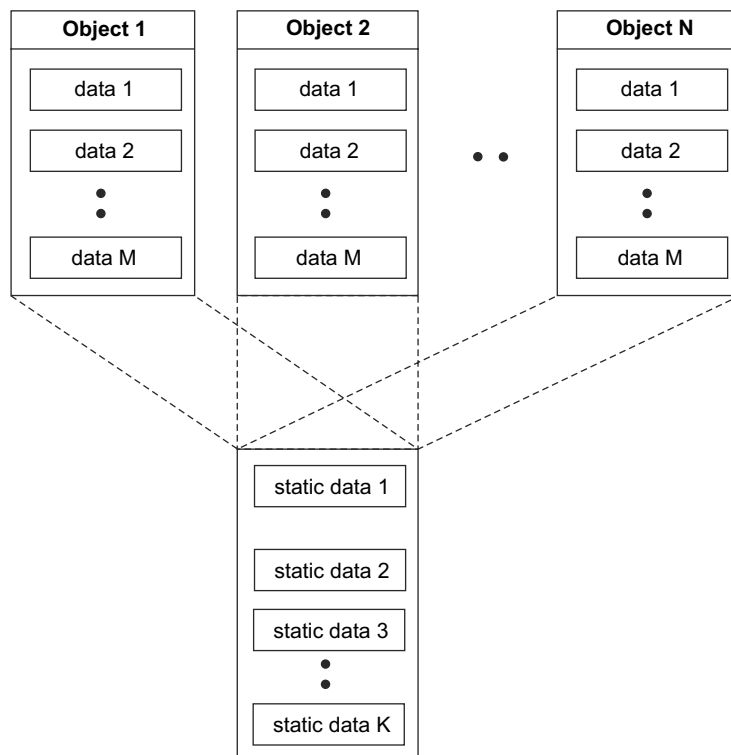 Object 1
data 1
data 2
data M
Object 2
data 1
data 2
data M
Object N
data 1
data 2
data M
static data 1
static data 2
static data 3
static data K